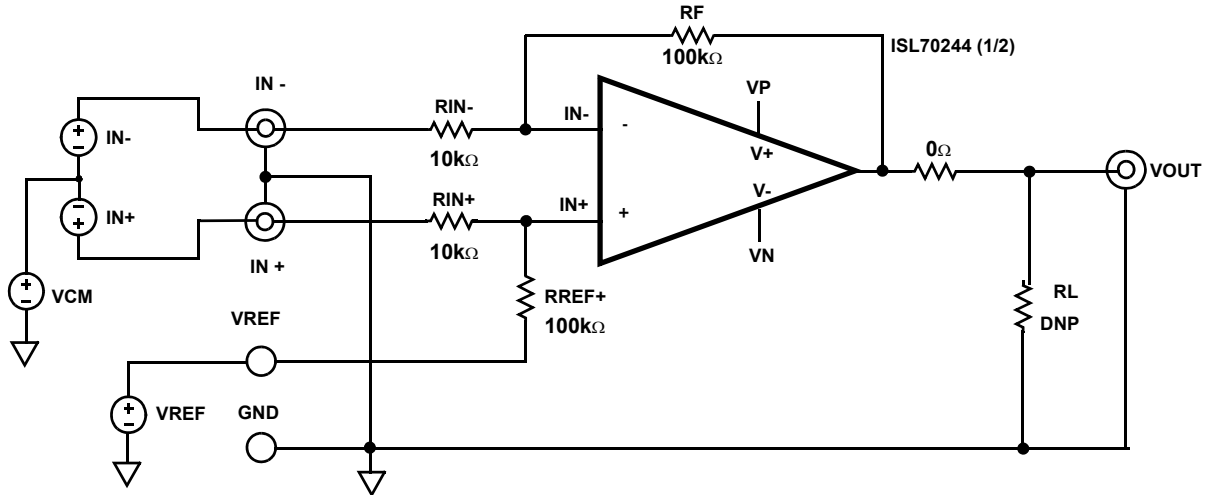 RF
100kΩ
ISL70244 (1/2)
IN -
VP
+
-
IN-
RIN-
10kΩ
IN-
-
V+
0Ω
VOUT
-
+
IN+
RIN+
10kΩ
IN+
+
V-
IN +
VN
+
-
VCM
RREF+
100kΩ
RL
DNP
VREF
+
-
VREF
GND